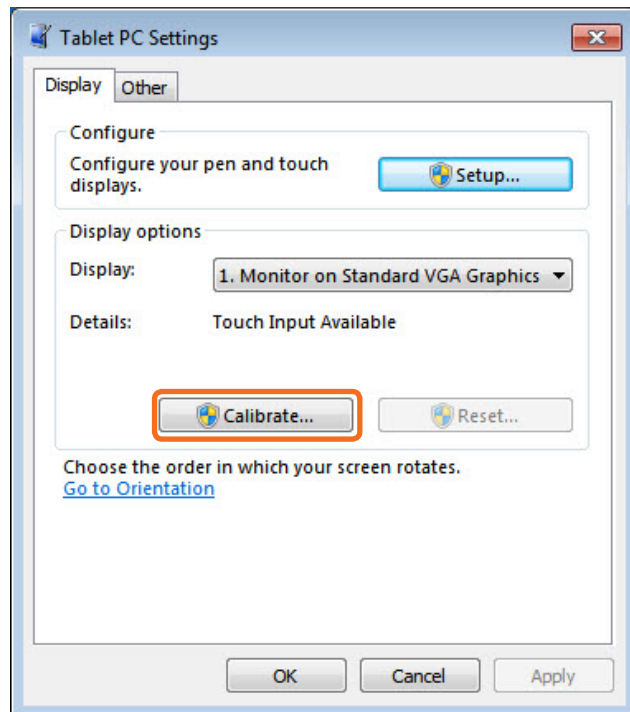 Tablet PC Settings
Display Other
Configure
Configure your pen and touch
displays.
Setup...
Display options
Display: 1. Monitor on Standard VGA Graphics
Details: Touch Input Available
Calibrate... Reset...
Choose the order in which your screen rotates.
Go to Orientation
OK Cancel Apply